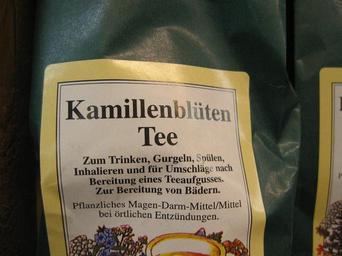 Kamillenblüten
Tee
Zum Trinken, Gurgeln, Spülen,
Inhalieren und für Umschläge nach
Bereitung eines Teeaufgusses.
Zur Bereitung von Bädern.
Pflanzliches Magen-Darm-Mittel/Mittel
bei örtlichen Entzündungen.